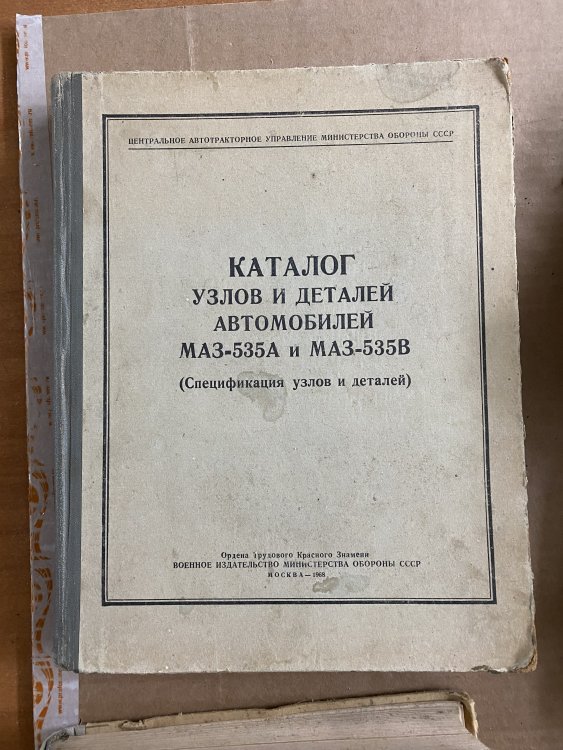 ЦЕНТРАЛЬНОЕ АВТОТРАКТОРНОЕ УПРАВЛЕНИЕ МИНИСТЕРСТВА ОБОРОНЫ СССР
КАТАЛОГ
УЗЛОВ И ДЕТАЛЕЙ
АВТОМОБИЛЕЙ
МАЗ-535А и МАЗ-535В
(Спецификация узлов и деталей)
Ордена Трудового Красного Знамени
ВОЕННОЕ ИЗДАТЕЛЬСТВО МИНИСТЕРСТВА ОБОРОНЫ СССР
МОСКВА — 1968